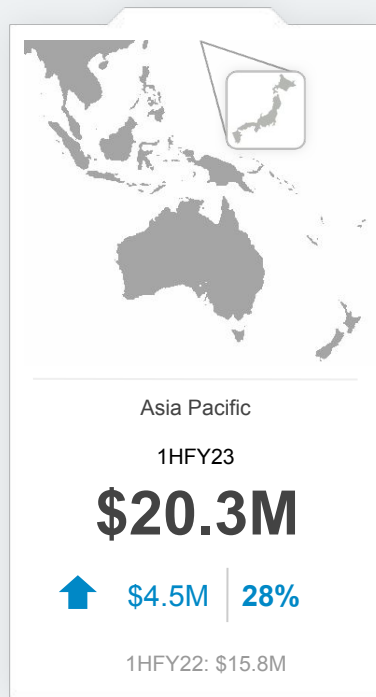 Asia Pacific
1HFY23
$20.3M
$4.5M 28%
1HFY22: $15.8M